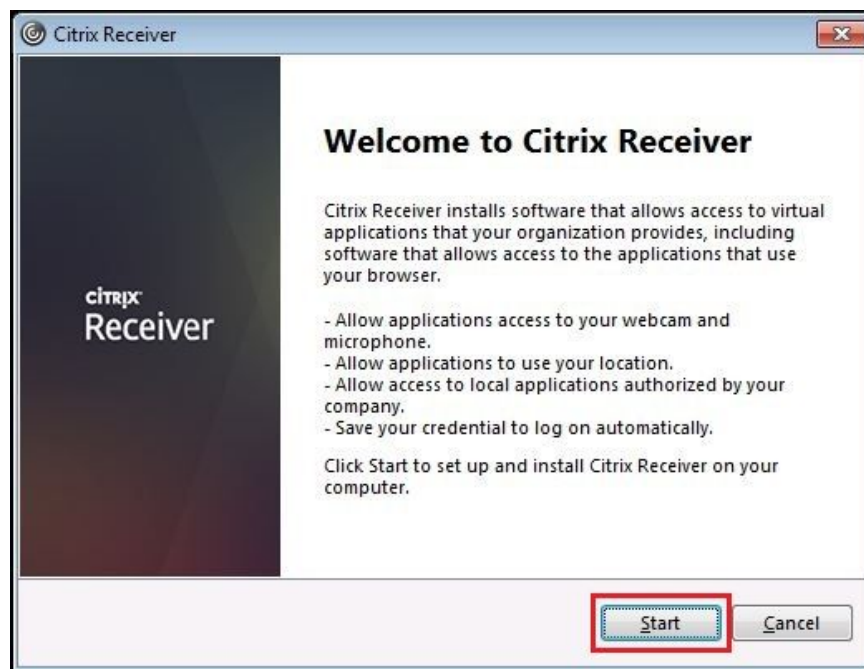 Citrix Receiver
Welcome to Citrix Receiver
Citrix Receiver installs software that allows access to virtual
applications that your organization provides, including
software that allows access to the applications that use
your browser.
CİTRIX
Receiver
- Allow applications access to your webcam and
microphone.
- Allow applications to use your location.
- Allow access to local applications authorized by your
company.
- Save your credential to log on automatically.
Click Start to set up and install Citrix Receiver on your
computer.
Start Cancel